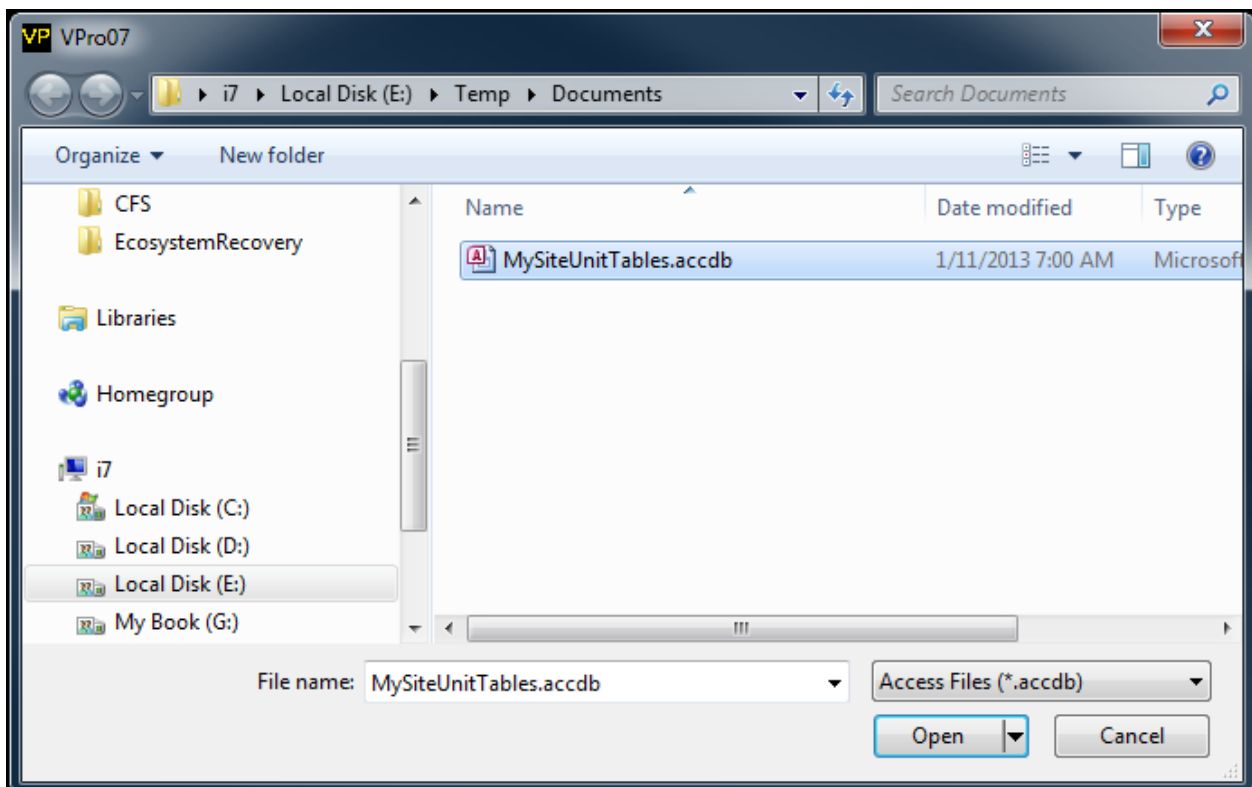 VP VPro07
i7 Local Disk (E:) Temp Documents
Search Documents
Organize
New folder
CFS
EcosystemRecovery
Libraries
Homegroup
i7
Local Disk (C:)
Local Disk (D:)
Local Disk (E:)
My Book (G:)
Name Date modified Type
MySiteUnitTables.accdb 1/11/2013 7:00 AM Microsoft
File name: MySiteUnitTables.accdb
Access Files (*.accdb)
Open
Cancel